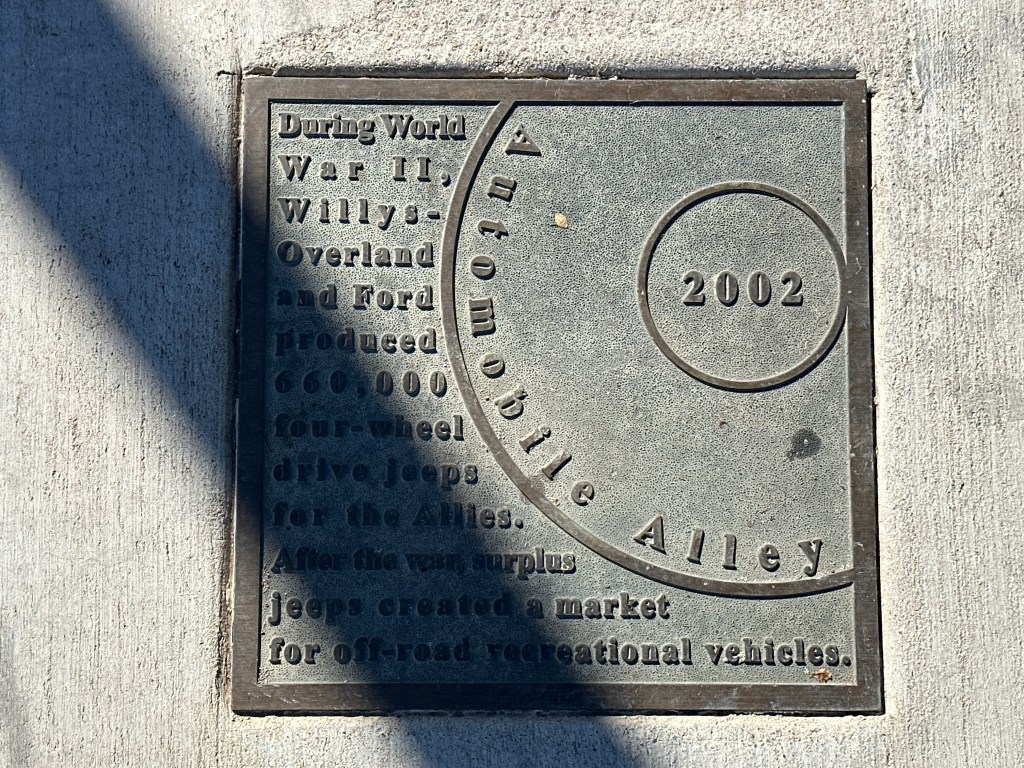 During World
War II,
Willys-
Overland
and Ford
produced
660,000
four-wheel
drive jeeps
for the Allies.
After the war, surplus
jeeps created a market
for off-road recreational vehicles.
Automobile Alley
2002